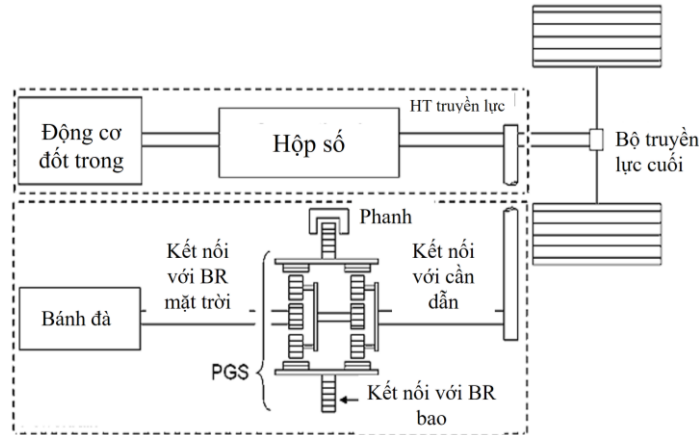 HT truyền lực
Động cơ
đốt trong
Hộp số
Bộ truyền
lực cuối
Phanh
Kết nối
với BR
mặt trời
Kết nối
với cần
dẫn
Bánh đà
PGS
Kết nối với BR
bao